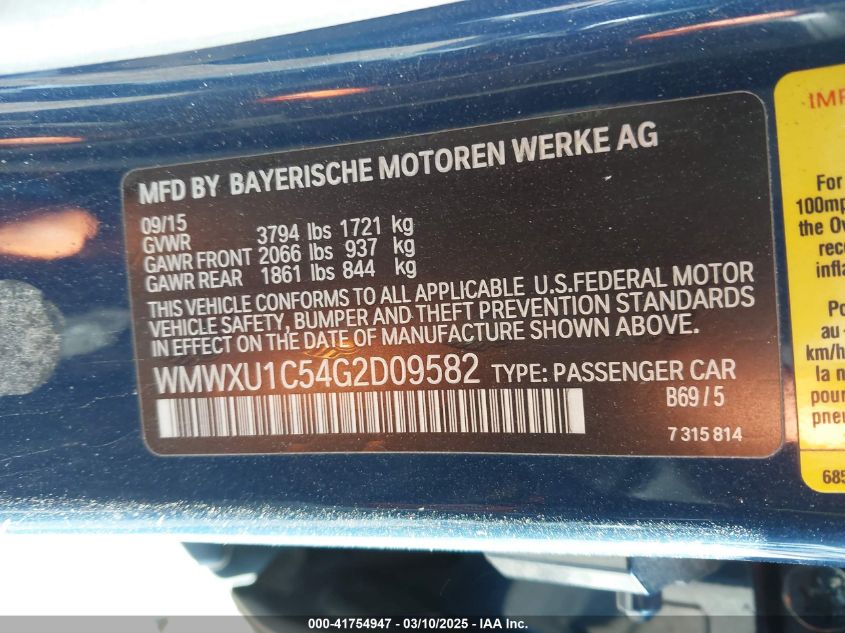 MFD BY BAYERISCHE MOTOREN WERKE AG
09/15
GVWR 3794 lbs 1721 kg
GAWR FRONT 2066 lbs 937 kg
GAWR REAR 1861 lbs 844 kg
THIS VEHICLE CONFORMS TO ALL APPLICABLE U.S.FEDERAL MOTOR
VEHICLE SAFETY, BUMPER AND THEFT PREVENTION STANDARDS
IN EFFECT ON THE DATE OF MANUFACTURE SHOWN ABOVE.
WMWXU1C54G2D09582 TYPE: PASSENGER CAR
B69/5
7 315 814
IMP
For
100mp
the Ov
rec
infla
Po
au
km/h
la n
pour
pne
685
000-41754947 / 03/10/2025 / IAA Inc.